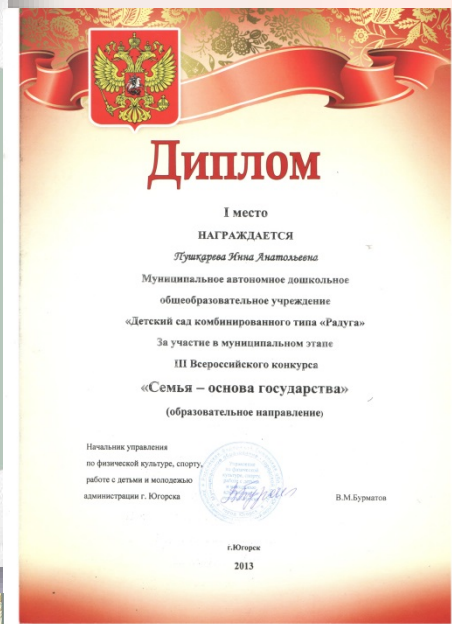 Диплом
I место
НАГРАЖДАЕТСЯ
Пушкарева Инна Анатольевна
Муниципальное автономное дошкольное
общеобразовательное учреждение
«Детский сад комбинированного типа «Радуга»
За участие в муниципальном этапе
III Всероссийского конкурса
«Семья – основа государства»
(образовательное направление)
Начальник управления
по физической культуре, спорту,
работе с детьми и молодежью
администрации г. Югорска
В.М.Бурматов
г.Югорск
2013